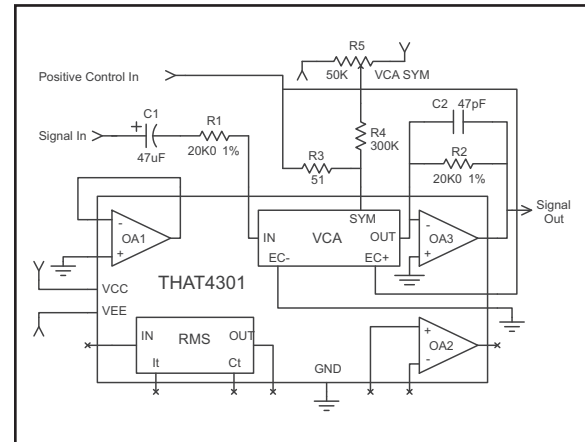 R5
50K
VCA SYM
Positive Control In
C2
47pF
C1
+
R1
R4
300K
Signal In
47uF
20K0 1%
R3
51
R2
20K0 1%
SYM
Signal
Out
-
+
OA1
IN
VCA
OUT
-
+
OA3
EC-
EC+
THAT4301
VCC
VEE
IN
RMS
OUT
It
Ct
GND
+
-
OA2